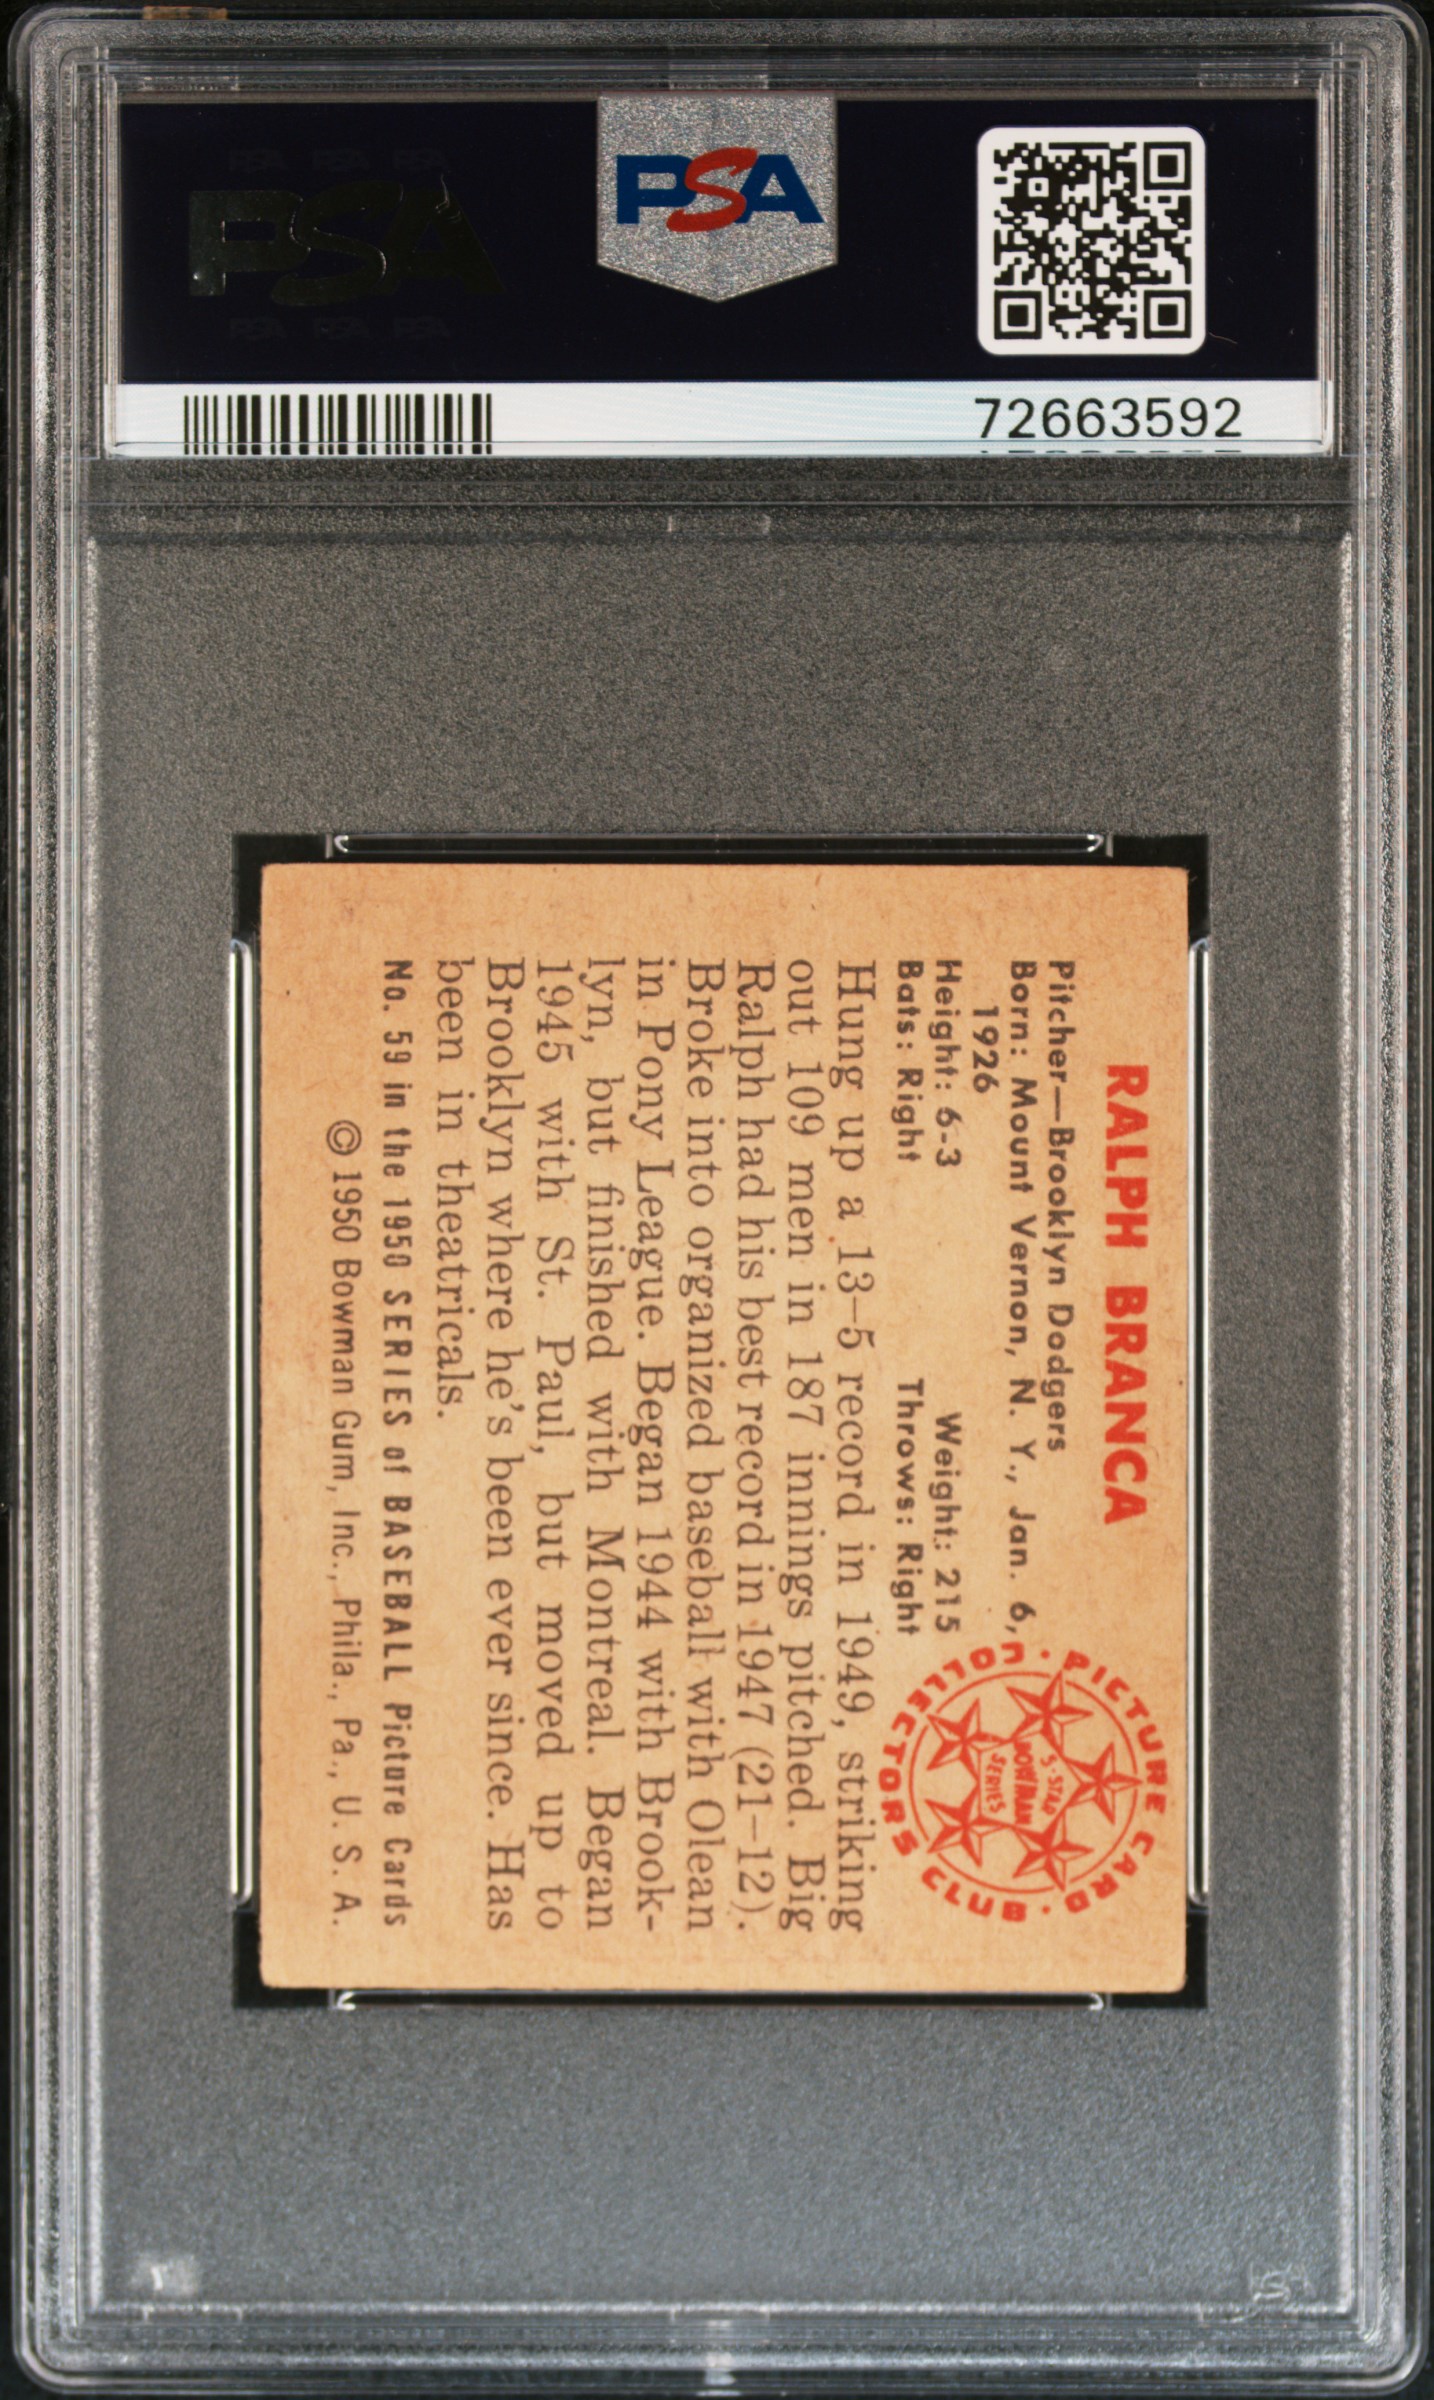 PSA
PSA
72663592
RALPH BRANCA
Pitcher—Brooklyn Dodgers
Born: Mount Vernon, N. Y., Jan. 6,
1926
Height: 6-3 Weight: 215
Bats: Right Throws: Right
PICTURE CARD · COLLECTORS CLUB ·
5-STAR
BOWMAN
SERIES
Hung up a 13–5 record in 1949, striking
out 109 men in 187 innings pitched. Big
Ralph had his best record in 1947 (21–12).
Broke into organized baseball with Olean
in Pony League. Began 1944 with Brook-
lyn, but finished with Montreal. Began
1945 with St. Paul, but moved up to
Brooklyn where he's been ever since. Has
been in theatricals.
No. 59 in the 1950 SERIES of BASEBALL Picture Cards
© 1950 Bowman Gum, Inc., Phila., Pa., U. S. A.
PSA